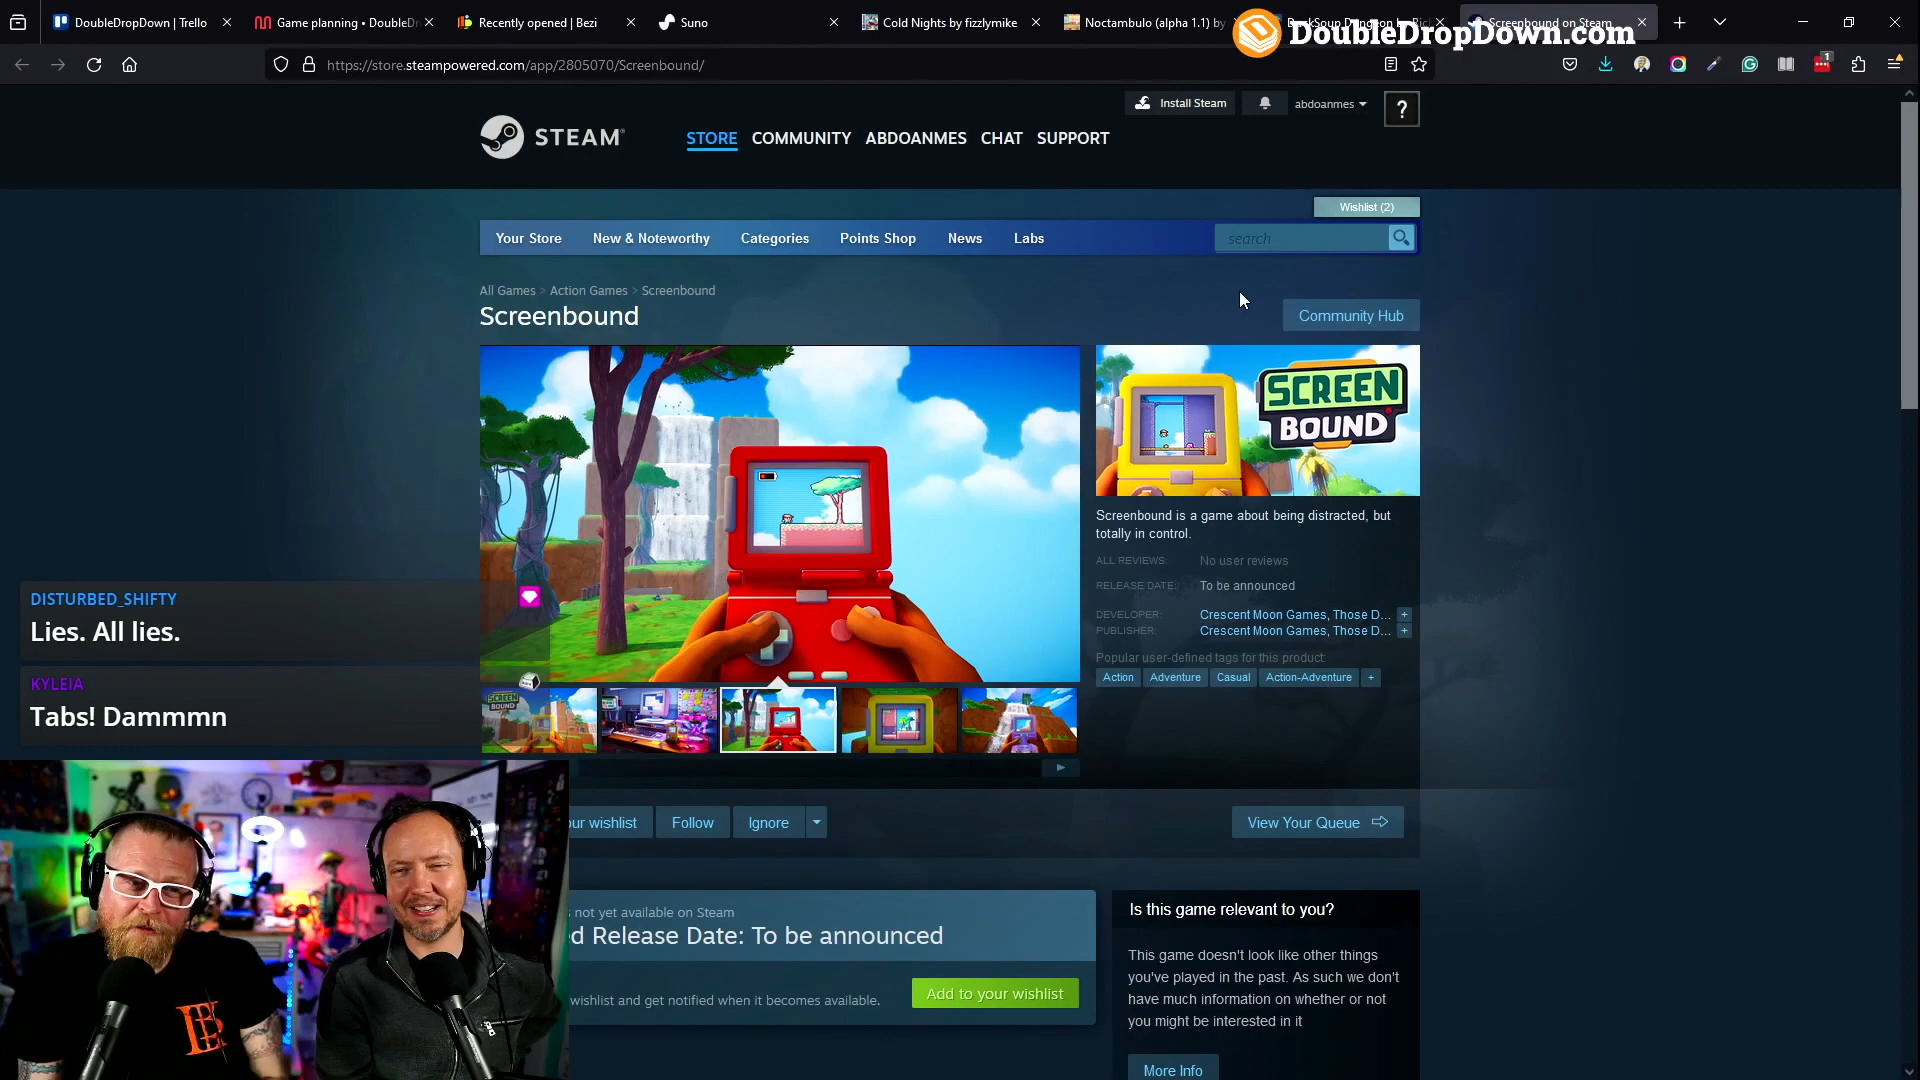 DoubleDropDown | Trello
Game planning • DoubleDr
Recently opened | Bezi
Suno
Cold Nights by fizzlymike
Noctambulo (alpha 1.1) by
Screenbound on Steam
DoubleDropDown.com
https://store.steampowered.com/app/2805070/Screenbound/
1
Install Steam
abdoanmes
?
STEAM
STORE
COMMUNITY
ABDOANMES
CHAT
SUPPORT
Wishlist (2)
Your Store
New & Noteworthy
Categories
Points Shop
News
Labs
search
All Games > Action Games > Screenbound
Screenbound
Community Hub
SCREEN
BOUND
Screenbound is a game about being distracted, but
totally in control.
ALL REVIEWS: No user reviews
RELEASE DATE: To be announced
DEVELOPER: Crescent Moon Games, Those D... +
PUBLISHER: Crescent Moon Games, Those D... +
Popular user-defined tags for this product:
Action Adventure Casual Action-Adventure +
DISTURBED_SHIFTY
Lies. All lies.
KYLEIA
Tabs! Dammmn
SCREEN
BOUND
our wishlist
Follow
Ignore
View Your Queue
not yet available on Steam
d Release Date: To be announced
wishlist and get notified when it becomes available.
Add to your wishlist
Is this game relevant to you?
This game doesn't look like other things
you've played in the past. As such we don't
have much information on whether or not
you might be interested in it
More Info